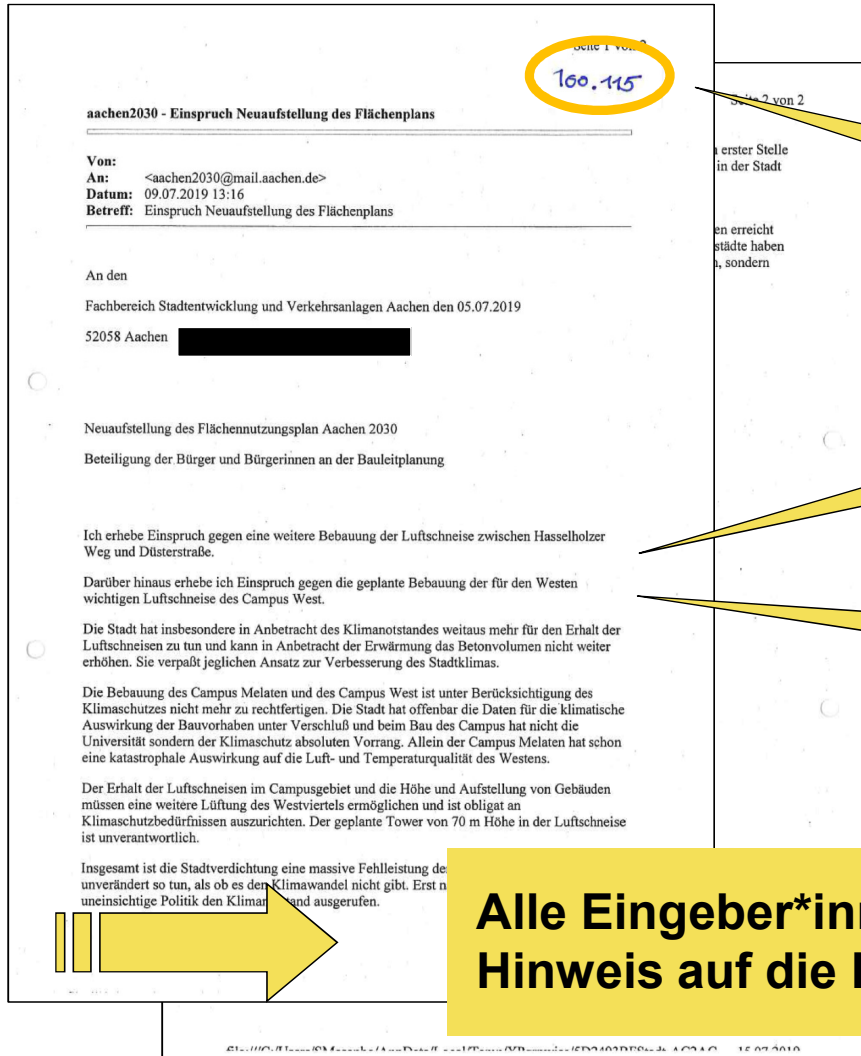 Seite 1 von 2
100.115
aachen2030 - Einspruch Neuaufstellung des Flächenplans
Von:
An: <aachen2030@mail.aachen.de>
Datum: 09.07.2019 13:16
Betreff: Einspruch Neuaufstellung des Flächenplans
An den
Fachbereich Stadtentwicklung und Verkehrsanlagen Aachen den 05.07.2019
52058 Aachen
Neuaufstellung des Flächennutzungsplan Aachen 2030
Beteiligung der Bürger und Bürgerinnen an der Bauleitplanung
Ich erhebe Einspruch gegen eine weitere Bebauung der Luftschneise zwischen Hasselholzer
Weg und Düsterstraße.
Darüber hinaus erhebe ich Einspruch gegen die geplante Bebauung der für den Westen
wichtigen Luftschneise des Campus West.
Die Stadt hat insbesondere in Anbetracht des Klimanotstandes weitaus mehr für den Erhalt der
Luftschneisen zu tun und kann in Anbetracht der Erwärmung das Betonvolumen nicht weiter
erhöhen. Sie verpaßt jeglichen Ansatz zur Verbesserung des Stadtklimas.
Die Bebauung des Campus Melaten und des Campus West ist unter Berücksichtigung des
Klimaschutzes nicht mehr zu rechtfertigen. Die Stadt hat offenbar die Daten für die klimatische
Auswirkung der Bauvorhaben unter Verschluß und beim Bau des Campus hat nicht die
Universität sondern der Klimaschutz absoluten Vorrang. Allein der Campus Melaten hat schon
eine katastrophale Auswirkung auf die Luft- und Temperaturqualität des Westens.
Der Erhalt der Luftschneisen im Campusgebiet und die Höhe und Aufstellung von Gebäuden
müssen eine weitere Lüftung des Westviertels ermöglichen und ist obligat an
Klimaschutzbedürfnissen auszurichten. Der geplante Tower von 70 m Höhe in der Luftschneise
ist unverantwortlich.
Insgesamt ist die Stadtverdichtung eine massive Fehlleistung de
unverändert so tun, als ob es den Klimawandel nicht gibt. Erst n
uneinsichtige Politik den Klima and ausgerufen.
Seite 2 von 2
erster Stelle
in der Stadt
en erreicht
städte haben
, sondern
Alle Eingeber*inn
Hinweis auf die
15.07.2019